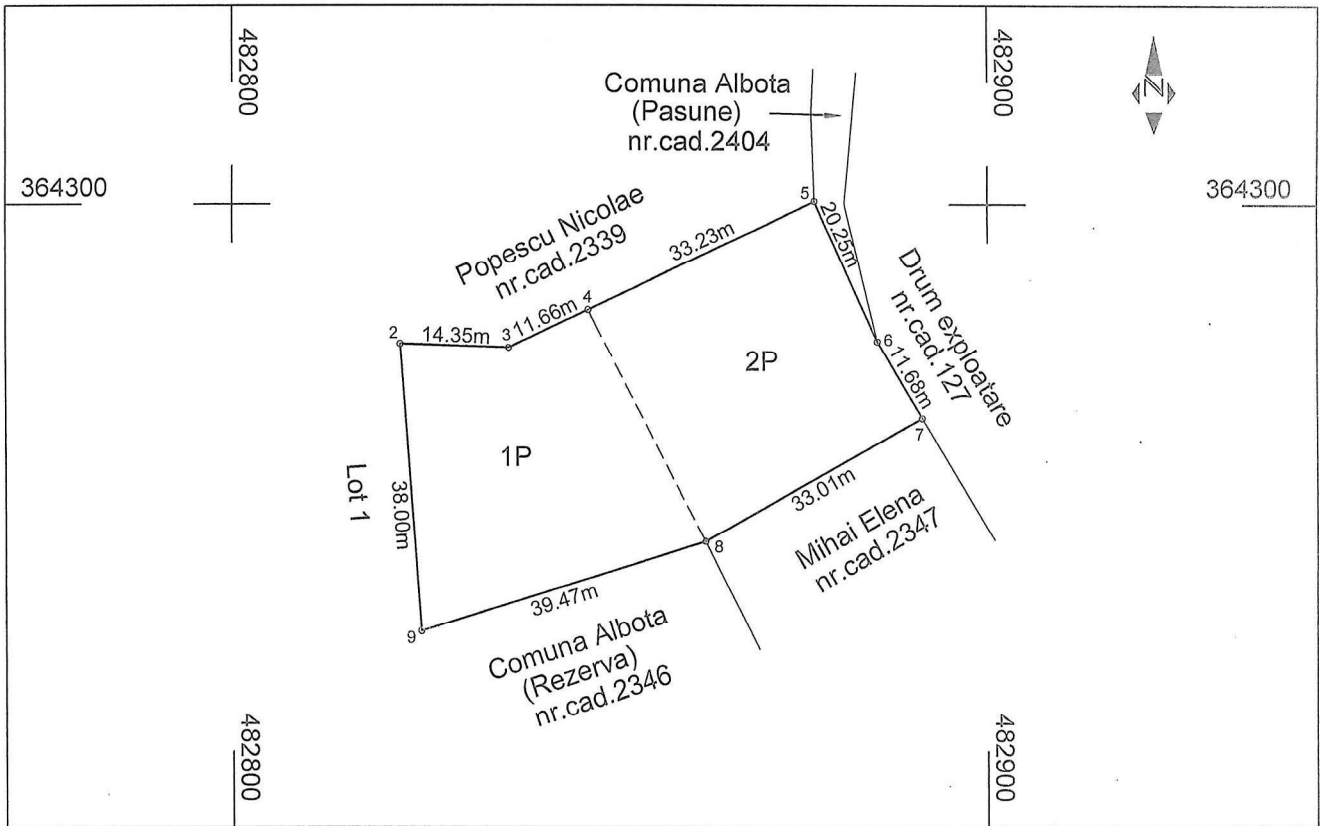 482800
482900
N
Comuna Albota
(Pasune)
nr.cad.2404
364300
364300
Popescu Nicolae
nr.cad.2339
5
20.25m
33.23m
4
11.66m
3
14.35m
2
Drum exploatare
nr.cad.127
6
11.68m
2P
7
1P
Lot 1
38.00m
33.01m
Mihai Elena
nr.cad.2347
8
39.47m
9
Comuna Albota
(Rezerva)
nr.cad.2346
482800
482900